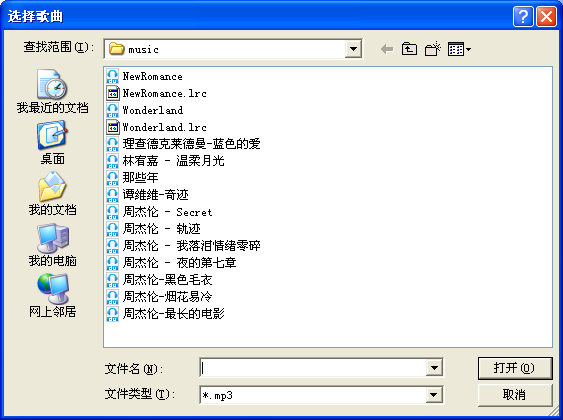 选择歌曲
查找范围(I):
music
我最近的文档
桌面
我的文档
我的电脑
网上邻居
NewRomance
NewRomance.lrc
Wonderland
Wonderland.lrc
理查德克莱德曼-蓝色的爱
林宥嘉 - 温柔月光
那些年
谭维维-奇迹
周杰伦 - Secret
周杰伦 - 轨迹
周杰伦 - 我落泪情绪零碎
周杰伦 - 夜的第七章
周杰伦-黑色毛衣
周杰伦-烟花易冷
周杰伦-最长的电影
文件名(N):
打开(O)
文件类型(T):
*.mp3
取消